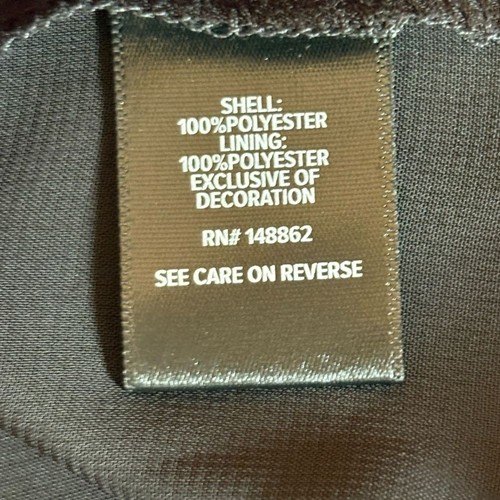 SHELL:
100%POLYESTER
LINING:
100%POLYESTER
EXCLUSIVE OF
DECORATION
RN# 148862
SEE CARE ON REVERSE